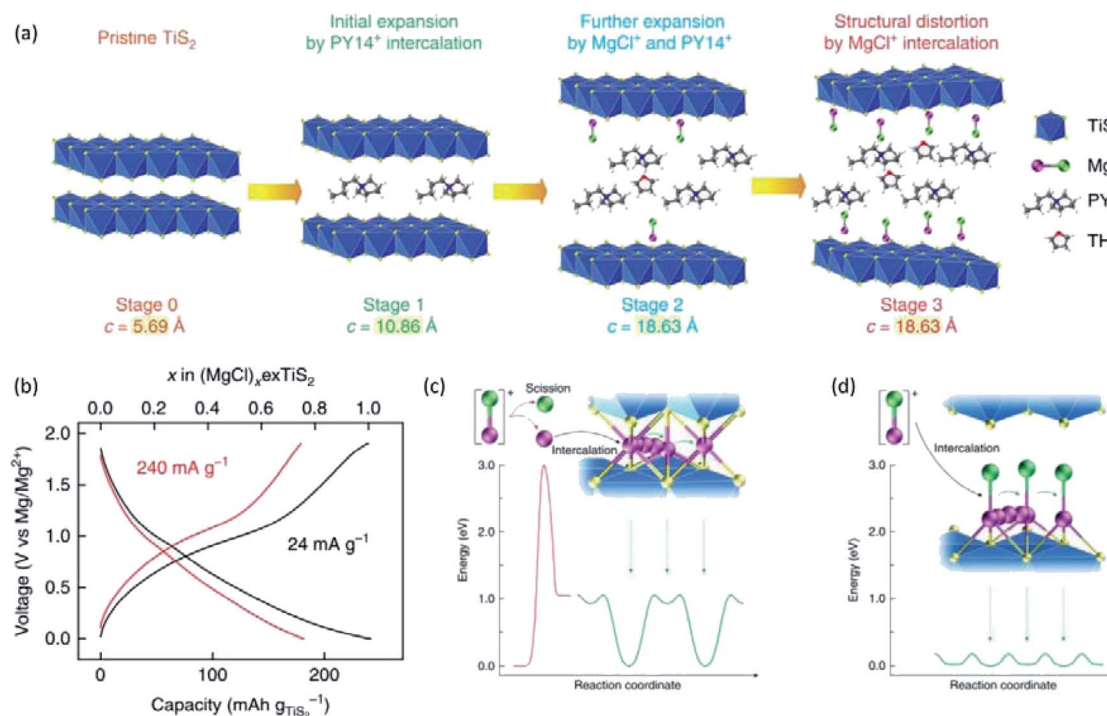 (a)
Pristine TiS₂
Initial expansion
by PY14⁺ intercalation
Further expansion
by MgCl⁺ and PY14⁺
Structural distortion
by MgCl⁺ intercalation
TiS
Mg
PY
TH
Stage 0
c = 5.69 Å
Stage 1
c = 10.86 Å
Stage 2
c = 18.63 Å
Stage 3
c = 18.63 Å
(b)
x in (MgCl)ₓexTiS₂
0.0 0.2 0.4 0.6 0.8 1.0
2.0
1.5
1.0
0.5
0.0
Voltage (V vs Mg/Mg²⁺)
240 mA g⁻¹
24 mA g⁻¹
0 100 200
Capacity (mAh g_TiS₂⁻¹)
(c)
+
Scission
Intercalation
3.0
2.0
1.0
0.0
Energy (eV)
Reaction coordinate
(d)
+
Intercalation
3.0
2.0
1.0
0.0
Energy (eV)
Reaction coordinate